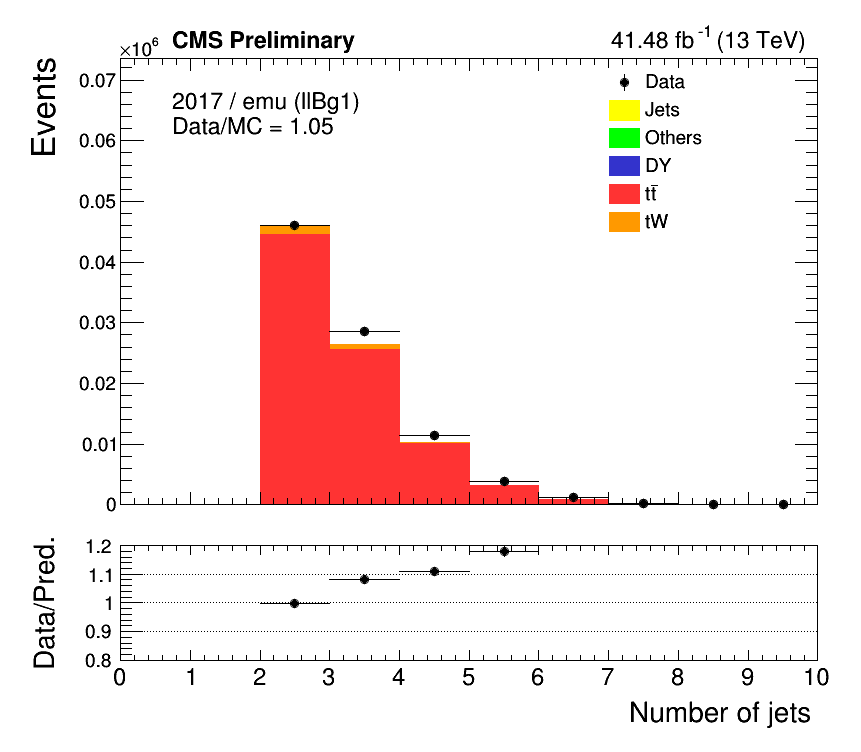 ×10⁶ CMS Preliminary 41.48 fb⁻¹ (13 TeV)
Events
0.07
0.06
0.05
0.04
0.03
0.02
0.01
0
2017 / emu (llBg1)
Data/MC = 1.05
Data
Jets
Others
DY
tt̄
tW
Data/Pred.
1.2
1.1
1
0.9
0.8
0 1 2 3 4 5 6 7 8 9 10
Number of jets